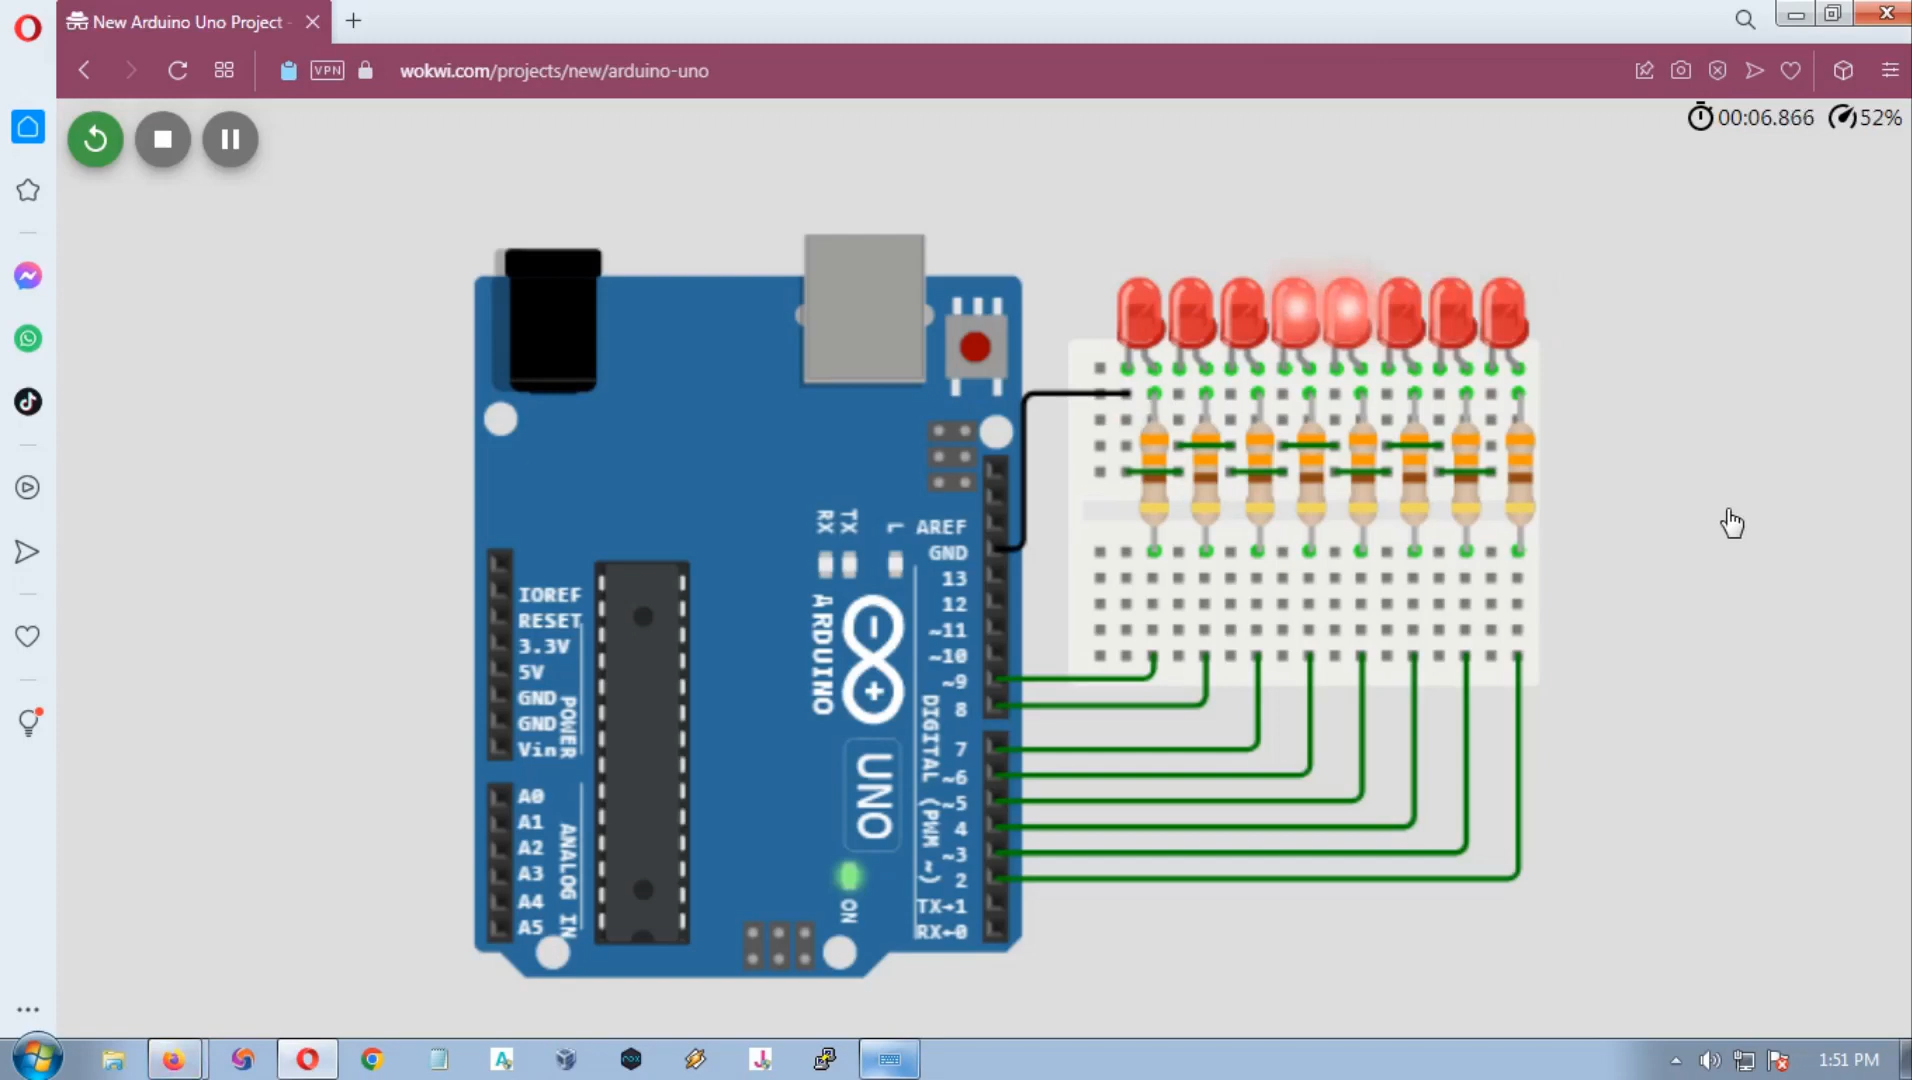 New Arduino Uno Project -
VPN
wokwi.com/projects/new/arduino-uno
00:06.866
52%
RX
TX
L
AREF
GND
13
12
~11
~10
~9
8
7
~6
~5
4
~3
2
TX→1
RX←0
DIGITAL (PWM ~)
ARDUINO
UNO
ON
IOREF
RESET
3.3V
5V
GND
GND
Vin
POWER
A0
A1
A2
A3
A4
A5
ANALOG IN
1:51 PM